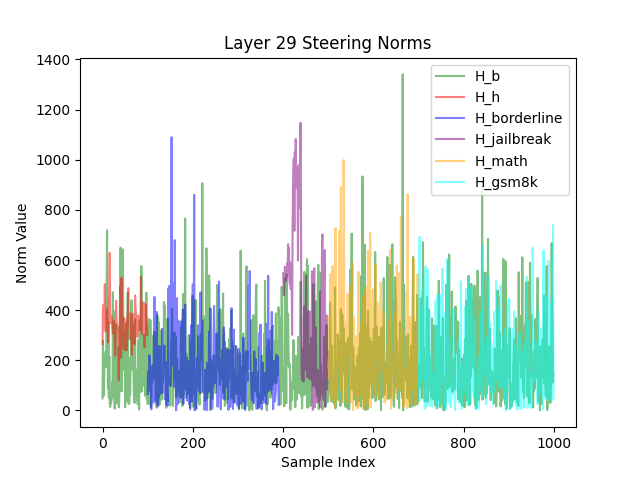 Layer 29 Steering Norms
1400
1200
1000
800
600
400
200
0
Norm Value
0
200
400
600
800
1000
Sample Index
H_b
H_h
H_borderline
H_jailbreak
H_math
H_gsm8k